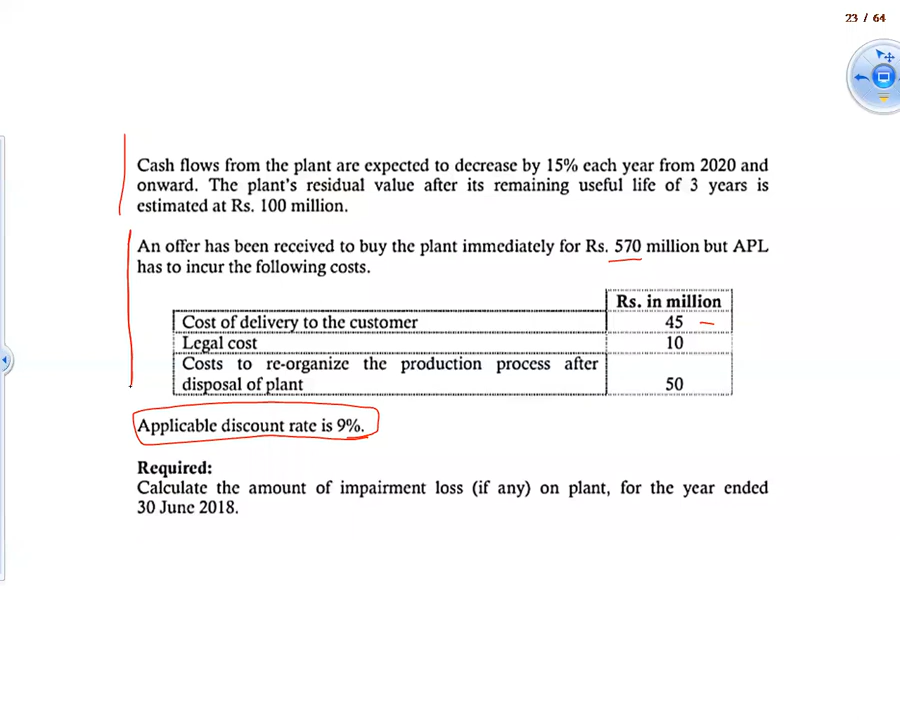 23 / 64
Cash flows from the plant are expected to decrease by 15% each year from 2020 and
onward. The plant's residual value after its remaining useful life of 3 years is
estimated at Rs. 100 million.
An offer has been received to buy the plant immediately for Rs. 570 million but APL
has to incur the following costs.
Rs. in million
Cost of delivery to the customer 45
Legal cost 10
Costs to re-organize the production process after
disposal of plant 50
Applicable discount rate is 9%.
Required:
Calculate the amount of impairment loss (if any) on plant, for the year ended
30 June 2018.